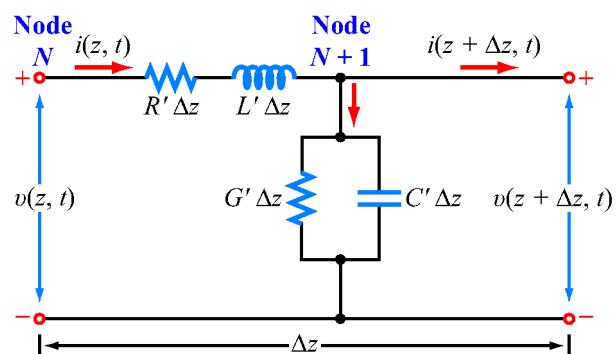 Node N
i(z, t)
Node N + 1
i(z + Δz, t)
+
+
R′ Δz
L′ Δz
υ(z, t)
G′ Δz
C′ Δz
υ(z + Δz, t)
−
−
Δz